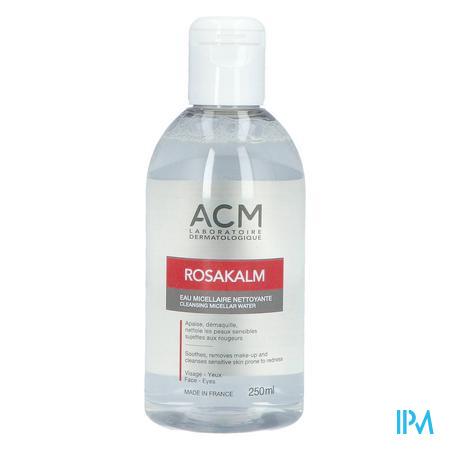 ACM
LABORATOIRE
DERMATOLOGIQUE
ROSAKALM
EAU MICELLAIRE NETTOYANTE
CLEANSING MICELLAR WATER
Apaise, démaquille,
nettoie les peaux sensibles
sujettes aux rougeurs
Soothes, removes make-up and
cleanses sensitive skin prone to redness
Visage - Yeux
Face - Eyes
MADE IN FRANCE
250ml
IPM